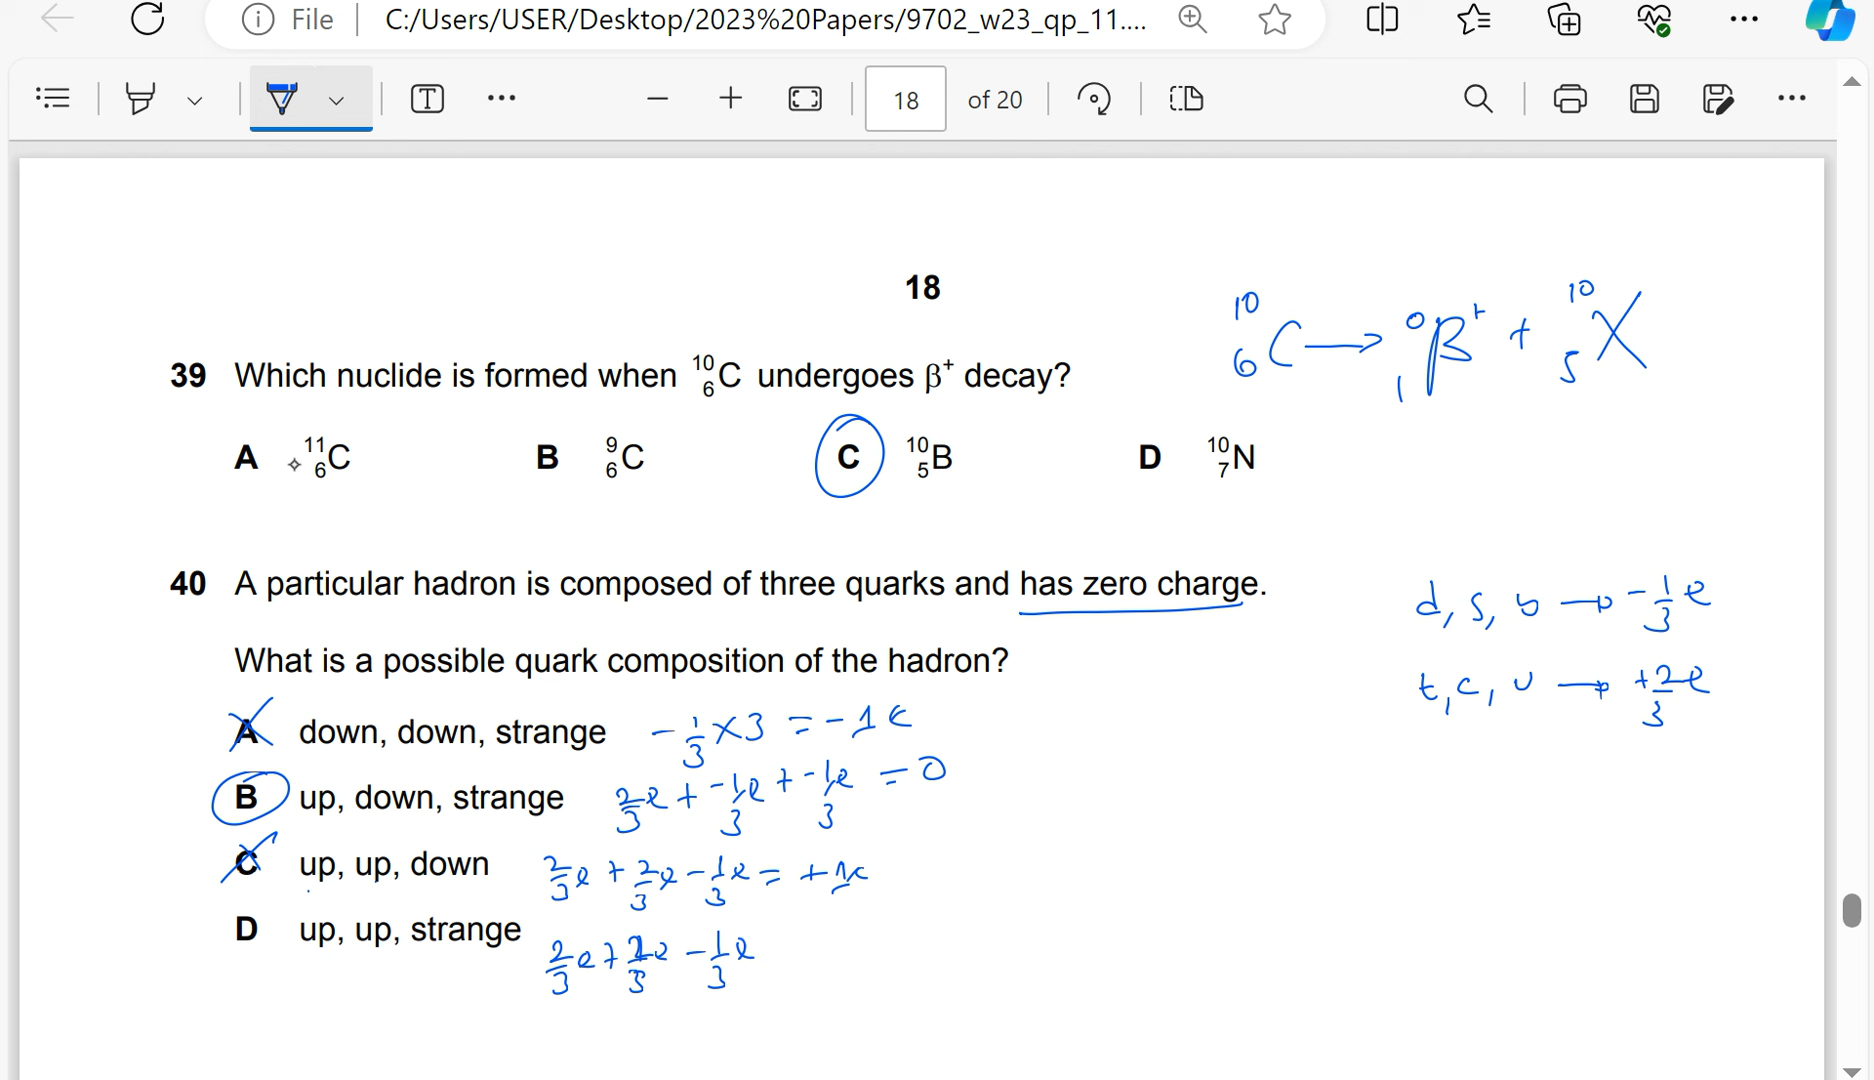 File C:/Users/USER/Desktop/2023%20Papers/9702_w23_qp_11....
18 of 20
18
¹⁰₆C → ⁰₁β⁺ + ¹⁰₅X
39 Which nuclide is formed when ¹⁰₆C undergoes β⁺ decay?
A ¹¹₆C B ⁹₆C C ¹⁰₅B D ¹⁰₇N
40 A particular hadron is composed of three quarks and has zero charge.
d, s, b → -1/3 e
What is a possible quark composition of the hadron?
t, c, u → +2/3 e
A down, down, strange -1/3 × 3 = -1e
B up, down, strange 2/3 e + -1/3 e + -1/3 e = 0
C up, up, down 2/3 e + 2/3 e - 1/3 e = +1e
D up, up, strange 2/3 e + 2/3 e - 1/3 e